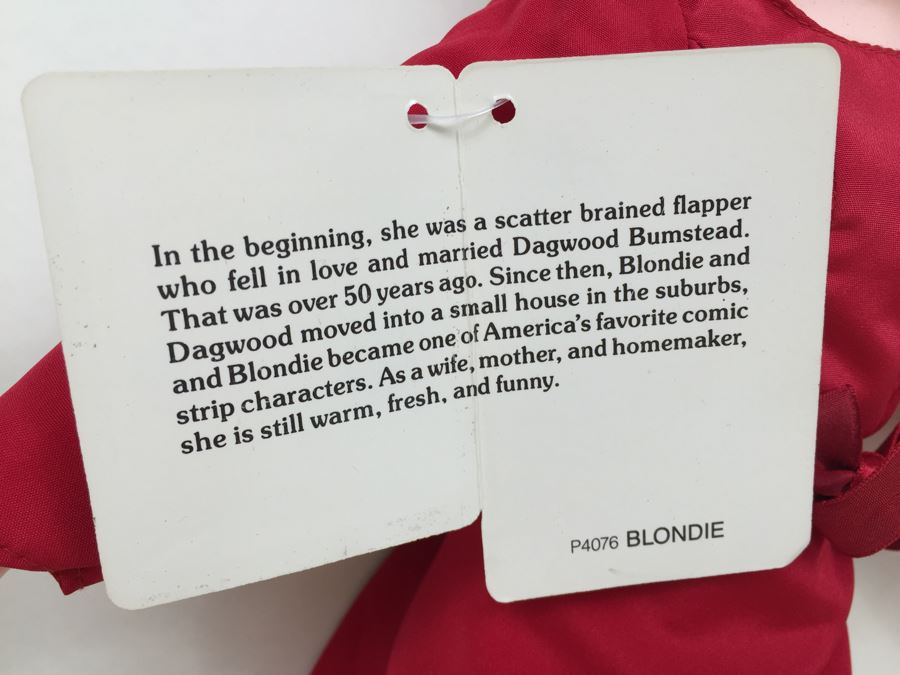 In the beginning, she was a scatter brained flapper
who fell in love and married Dagwood Bumstead.
That was over 50 years ago. Since then, Blondie and
Dagwood moved into a small house in the suburbs,
and Blondie became one of America's favorite comic
strip characters. As a wife, mother, and homemaker,
she is still warm, fresh, and funny.
P4076 BLONDIE